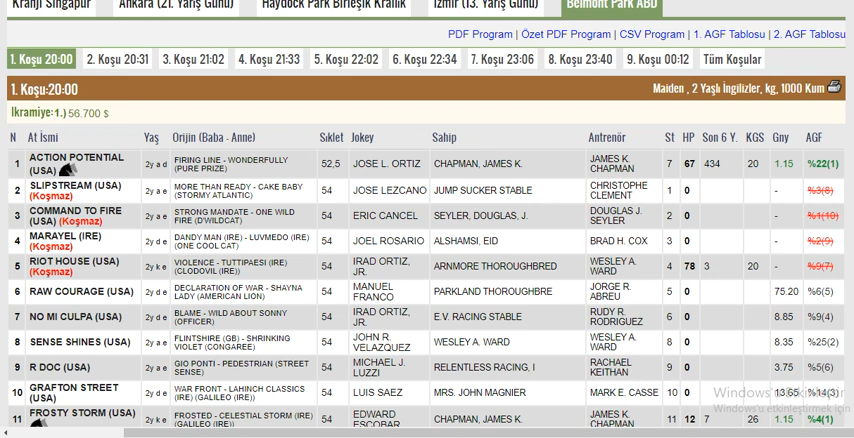 Kranji Singapur Ankara (21. Yarış Günü) Haydock Park Birleşik Krallık İzmir (13. Yarış Günü) Belmont Park ABD
PDF Program | Özet PDF Program | CSV Program | 1. AGF Tablosu | 2. AGF Tablosu
1. Koşu 20:00 2. Koşu 20:31 3. Koşu 21:02 4. Koşu 21:33 5. Koşu 22:02 6. Koşu 22:34 7. Koşu 23:06 8. Koşu 23:40 9. Koşu 00:12 Tüm Koşular
1. Koşu:20:00 Maiden , 2 Yaşlı İngilizler, kg, 1000 Kum
İkramiye:1.) 56.700 $
N At İsmi Yaş Orijin (Baba - Anne) Sıklet Jokey Sahip Antrenör St HP Son 6 Y. KGS Gny AGF
1 ACTION POTENTIAL (USA) 2y a d FIRING LINE - WONDERFULLY (PURE PRIZE) 52,5 JOSE L. ORTIZ CHAPMAN, JAMES K. JAMES K. CHAPMAN 7 67 434 20 1.15 %22(1)
2 SLIPSTREAM (USA) (Koşmaz) 2y a e MORE THAN READY - CAKE BABY (STORMY ATLANTIC) 54 JOSE LEZCANO JUMP SUCKER STABLE CHRISTOPHE CLEMENT 1 0 - %3(8)
3 COMMAND TO FIRE (USA) (Koşmaz) 2y a e STRONG MANDATE - ONE WILD FIRE (D'WILDCAT) 54 ERIC CANCEL SEYLER, DOUGLAS, J. DOUGLAS J. SEYLER 2 0 - %1(10)
4 MARAYEL (IRE) (Koşmaz) 2y d e DANDY MAN (IRE) - LUVMEDO (IRE) (ONE COOL CAT) 54 JOEL ROSARIO ALSHAMSI, EID BRAD H. COX 3 0 - %2(9)
5 RIOT HOUSE (USA) (Koşmaz) 2y k e VIOLENCE - TUTTIPAESI (IRE) (CLODOVIL (IRE)) 54 IRAD ORTIZ, JR. ARNMORE THOROUGHBRED WESLEY A. WARD 4 78 3 20 - %9(7)
6 RAW COURAGE (USA) 2y d e DECLARATION OF WAR - SHAYNA LADY (AMERICAN LION) 54 MANUEL FRANCO PARKLAND THOROUGHBRE JORGE R. ABREU 5 0 75.20 %6(5)
7 NO MI CULPA (USA) 2y d e BLAME - WILD ABOUT SONNY (OFFLEE WILD) 54 IRAD ORTIZ, JR. E.V. RACING STABLE RUDY R. RODRIGUEZ 6 0 8.85 %9(4)
8 SENSE SHINES (USA) 2y a e FLINTSHIRE (GB) - SHRINKING VIOLET (CONGAREE) 54 JOHN R. VELAZQUEZ WESLEY A. WARD WESLEY A. WARD 8 0 8.35 %25(2)
9 R DOC (USA) 2y a e GIO PONTI - PEDESTRIAN (STREET SENSE) 54 MICHAEL J. LUZZI RELENTLESS RACING, I RACHAEL KEITHAN 9 0 3.75 %5(6)
10 GRAFTON STREET (USA) 2y d e WAR FRONT - LAHINCH CLASSICS (IRE) (GALILEO (IRE)) 54 LUIS SAEZ MRS. JOHN MAGNIER MARK E. CASSE 10 0 13.65 %14(3)
11 FROSTY STORM (USA) 2y k e FROSTED - CELESTIAL STORM (IRE) (GALILEO (IRE)) 54 EDWARD ESCOBAR CHAPMAN, JAMES K. JAMES K. CHAPMAN 11 12 7 26 1.15 %4(1)
Windows'u Etkinleştir
Windows'u etkinleştirmek için